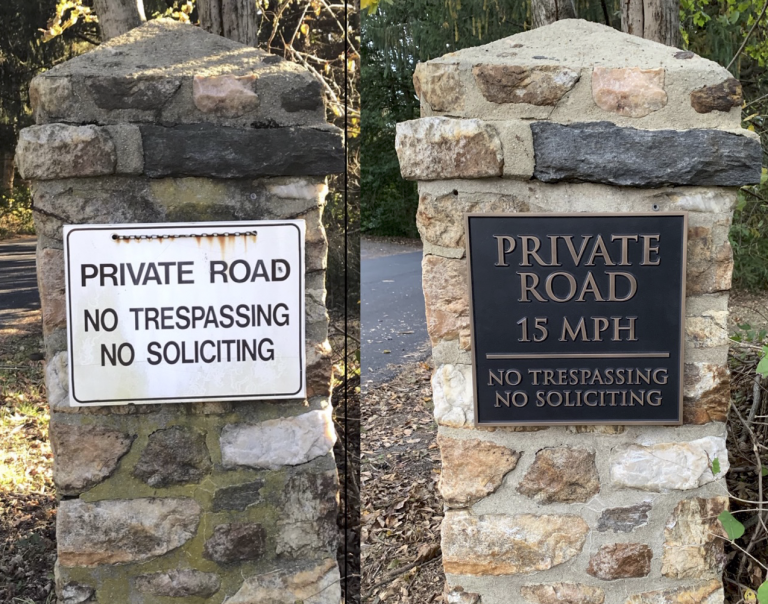 PRIVATE ROAD
NO TRESPASSING
NO SOLICITING
PRIVATE
ROAD
15 MPH
NO TRESPASSING
NO SOLICITING